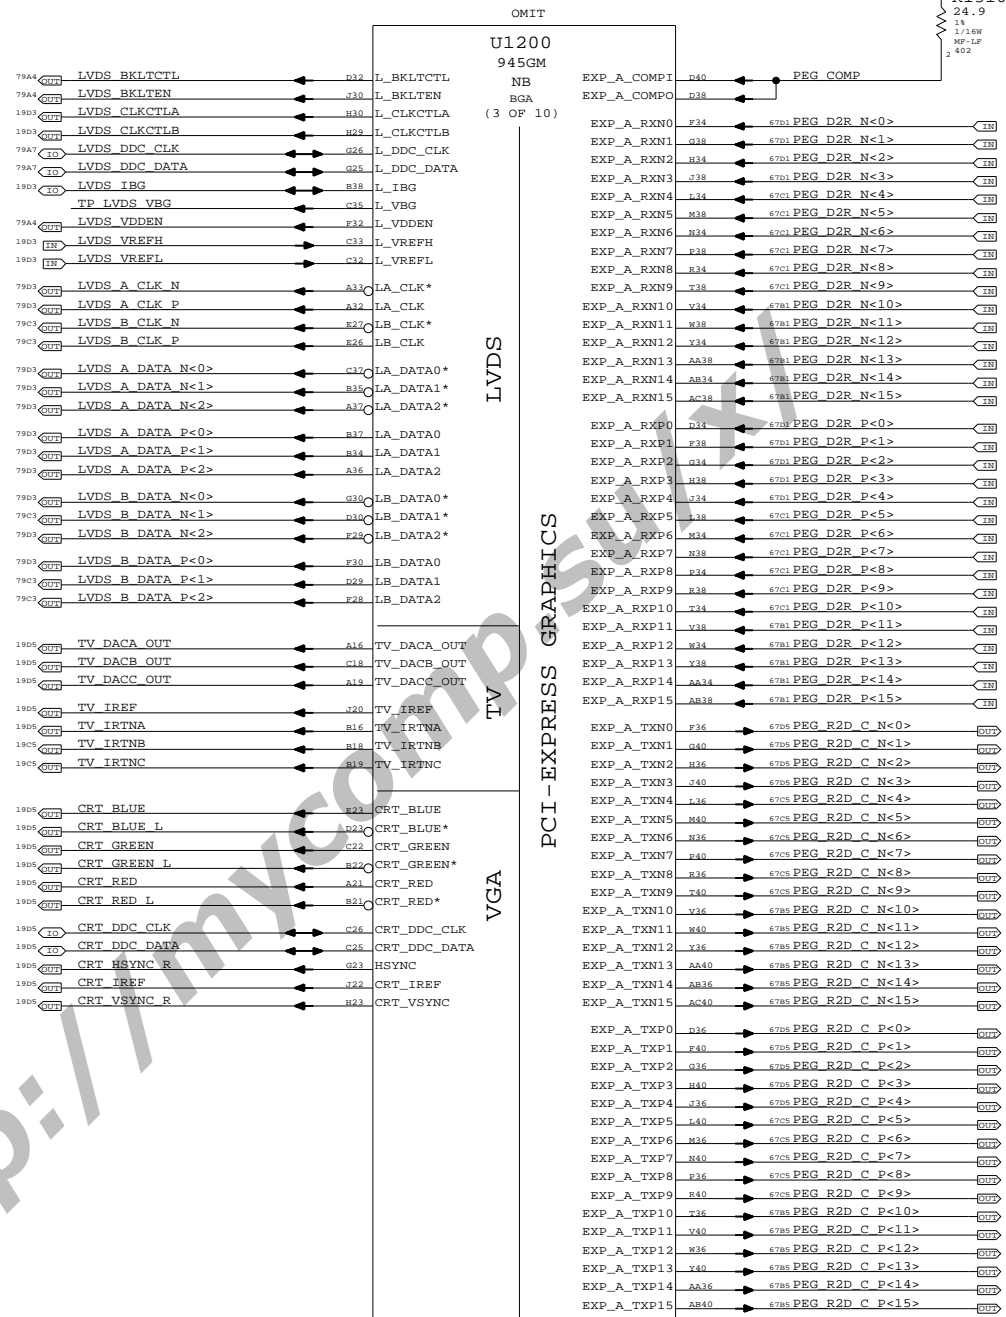 OMIT
U1200
945GM
NB
BGA
(3 OF 10)
24.9
1%
1/16W
MF-LF
402
2
79A4 OUT LVDS_BKLTCTL D32 L_BKLTCTL
79A4 OUT LVDS_BKLTEN J30 L_BKLTEN
19D3 OUT LVDS_CLKCTLA H30 L_CLKCTLA
19D3 OUT LVDS_CLKCTLB H29 L_CLKCTLB
79A7 IO LVDS_DDC_CLK G26 L_DDC_CLK
79A7 IO LVDS_DDC_DATA G25 L_DDC_DATA
19D3 IO LVDS_IBG B38 L_IBG
TP_LVDS_VBG C35 L_VBG
79A4 OUT LVDS_VDDEN F32 L_VDDEN
19D3 IN LVDS_VREFH C33 L_VREFH
19D3 IN LVDS_VREFL C32 L_VREFL
79D3 OUT LVDS_A_CLK_N A33 LA_CLK*
79D3 OUT LVDS_A_CLK_P A32 LA_CLK
79C3 OUT LVDS_B_CLK_N E27 LB_CLK*
79C3 OUT LVDS_B_CLK_P E26 LB_CLK
79D3 OUT LVDS_A_DATA_N<0> C37 LA_DATA0*
79D3 OUT LVDS_A_DATA_N<1> B35 LA_DATA1*
79D3 OUT LVDS_A_DATA_N<2> A37 LA_DATA2*
79D3 OUT LVDS_A_DATA_P<0> B37 LA_DATA0
79D3 OUT LVDS_A_DATA_P<1> B34 LA_DATA1
79D3 OUT LVDS_A_DATA_P<2> A36 LA_DATA2
79D3 OUT LVDS_B_DATA_N<0> G30 LB_DATA0*
79C3 OUT LVDS_B_DATA_N<1> D30 LB_DATA1*
79D3 OUT LVDS_B_DATA_N<2> F29 LB_DATA2*
79D3 OUT LVDS_B_DATA_P<0> F30 LB_DATA0
79C3 OUT LVDS_B_DATA_P<1> D29 LB_DATA1
79C3 OUT LVDS_B_DATA_P<2> F28 LB_DATA2
LVDS
19D5 OUT TV_DACA_OUT A16 TV_DACA_OUT
19D5 OUT TV_DACB_OUT C18 TV_DACB_OUT
19D5 OUT TV_DACC_OUT A19 TV_DACC_OUT
19D5 OUT TV_IREF J20 TV_IREF
19D5 OUT TV_IRTNA B16 TV_IRTNA
19C5 OUT TV_IRTNB B18 TV_IRTNB
19C5 OUT TV_IRTNC B19 TV_IRTNC
TV
19D5 OUT CRT_BLUE E23 CRT_BLUE
19D5 OUT CRT_BLUE_L D23 CRT_BLUE*
19D5 OUT CRT_GREEN C22 CRT_GREEN
19D5 OUT CRT_GREEN_L B22 CRT_GREEN*
19D5 OUT CRT_RED A21 CRT_RED
19D5 OUT CRT_RED_L B21 CRT_RED*
19D5 IO CRT_DDC_CLK C26 CRT_DDC_CLK
19D5 IO CRT_DDC_DATA C25 CRT_DDC_DATA
19D5 OUT CRT_HSYNC_R G23 HSYNC
19D5 OUT CRT_IREF J22 CRT_IREF
19D5 OUT CRT_VSYNC_R H23 CRT_VSYNC
VGA
PCI-EXPRESS GRAPHICS
EXP_A_COMPI D40 PEG_COMP
EXP_A_COMPO D38
EXP_A_RXN0 F34 67D1 PEG_D2R_N<0> IN
EXP_A_RXN1 G38 67D1 PEG_D2R_N<1> IN
EXP_A_RXN2 H34 67D1 PEG_D2R_N<2> IN
EXP_A_RXN3 J38 67D1 PEG_D2R_N<3> IN
EXP_A_RXN4 L34 67C1 PEG_D2R_N<4> IN
EXP_A_RXN5 M38 67C1 PEG_D2R_N<5> IN
EXP_A_RXN6 N34 67C1 PEG_D2R_N<6> IN
EXP_A_RXN7 P38 67C1 PEG_D2R_N<7> IN
EXP_A_RXN8 R34 67C1 PEG_D2R_N<8> IN
EXP_A_RXN9 T38 67C1 PEG_D2R_N<9> IN
EXP_A_RXN10 V34 67B1 PEG_D2R_N<10> IN
EXP_A_RXN11 W38 67B1 PEG_D2R_N<11> IN
EXP_A_RXN12 Y34 67B1 PEG_D2R_N<12> IN
EXP_A_RXN13 AA38 67B1 PEG_D2R_N<13> IN
EXP_A_RXN14 AB34 67B1 PEG_D2R_N<14> IN
EXP_A_RXN15 AC38 67B1 PEG_D2R_N<15> IN
EXP_A_RXP0 D34 67D1 PEG_D2R_P<0> IN
EXP_A_RXP1 F38 67D1 PEG_D2R_P<1> IN
EXP_A_RXP2 G34 67D1 PEG_D2R_P<2> IN
EXP_A_RXP3 H38 67D1 PEG_D2R_P<3> IN
EXP_A_RXP4 J34 67D1 PEG_D2R_P<4> IN
EXP_A_RXP5 L38 67C1 PEG_D2R_P<5> IN
EXP_A_RXP6 M34 67C1 PEG_D2R_P<6> IN
EXP_A_RXP7 N38 67C1 PEG_D2R_P<7> IN
EXP_A_RXP8 P34 67C1 PEG_D2R_P<8> IN
EXP_A_RXP9 R38 67C1 PEG_D2R_P<9> IN
EXP_A_RXP10 T34 67C1 PEG_D2R_P<10> IN
EXP_A_RXP11 V38 67B1 PEG_D2R_P<11> IN
EXP_A_RXP12 W34 67B1 PEG_D2R_P<12> IN
EXP_A_RXP13 Y38 67B1 PEG_D2R_P<13> IN
EXP_A_RXP14 AA34 67B1 PEG_D2R_P<14> IN
EXP_A_RXP15 AB38 67B1 PEG_D2R_P<15> IN
EXP_A_TXN0 F36 67D5 PEG_R2D_C_N<0> OUT
EXP_A_TXN1 G40 67D5 PEG_R2D_C_N<1> OUT
EXP_A_TXN2 H36 67D5 PEG_R2D_C_N<2> OUT
EXP_A_TXN3 J40 67D5 PEG_R2D_C_N<3> OUT
EXP_A_TXN4 L36 67C5 PEG_R2D_C_N<4> OUT
EXP_A_TXN5 M40 67C5 PEG_R2D_C_N<5> OUT
EXP_A_TXN6 N36 67C5 PEG_R2D_C_N<6> OUT
EXP_A_TXN7 P40 67C5 PEG_R2D_C_N<7> OUT
EXP_A_TXN8 R36 67C5 PEG_R2D_C_N<8> OUT
EXP_A_TXN9 T40 67C5 PEG_R2D_C_N<9> OUT
EXP_A_TXN10 V36 67B5 PEG_R2D_C_N<10> OUT
EXP_A_TXN11 W40 67B5 PEG_R2D_C_N<11> OUT
EXP_A_TXN12 Y36 67B5 PEG_R2D_C_N<12> OUT
EXP_A_TXN13 AA40 67B5 PEG_R2D_C_N<13> OUT
EXP_A_TXN14 AB36 67B5 PEG_R2D_C_N<14> OUT
EXP_A_TXN15 AC40 67B5 PEG_R2D_C_N<15> OUT
EXP_A_TXP0 D36 67D5 PEG_R2D_C_P<0> OUT
EXP_A_TXP1 F40 67D5 PEG_R2D_C_P<1> OUT
EXP_A_TXP2 G36 67D5 PEG_R2D_C_P<2> OUT
EXP_A_TXP3 H40 67D5 PEG_R2D_C_P<3> OUT
EXP_A_TXP4 J36 67D5 PEG_R2D_C_P<4> OUT
EXP_A_TXP5 L40 67C5 PEG_R2D_C_P<5> OUT
EXP_A_TXP6 M36 67C5 PEG_R2D_C_P<6> OUT
EXP_A_TXP7 N40 67C5 PEG_R2D_C_P<7> OUT
EXP_A_TXP8 P36 67C5 PEG_R2D_C_P<8> OUT
EXP_A_TXP9 R40 67C5 PEG_R2D_C_P<9> OUT
EXP_A_TXP10 T36 67B5 PEG_R2D_C_P<10> OUT
EXP_A_TXP11 V40 67B5 PEG_R2D_C_P<11> OUT
EXP_A_TXP12 W36 67B5 PEG_R2D_C_P<12> OUT
EXP_A_TXP13 Y40 67B5 PEG_R2D_C_P<13> OUT
EXP_A_TXP14 AA36 67B5 PEG_R2D_C_P<14> OUT
EXP_A_TXP15 AB40 67B5 PEG_R2D_C_P<15> OUT
p://mycomp.su/x/